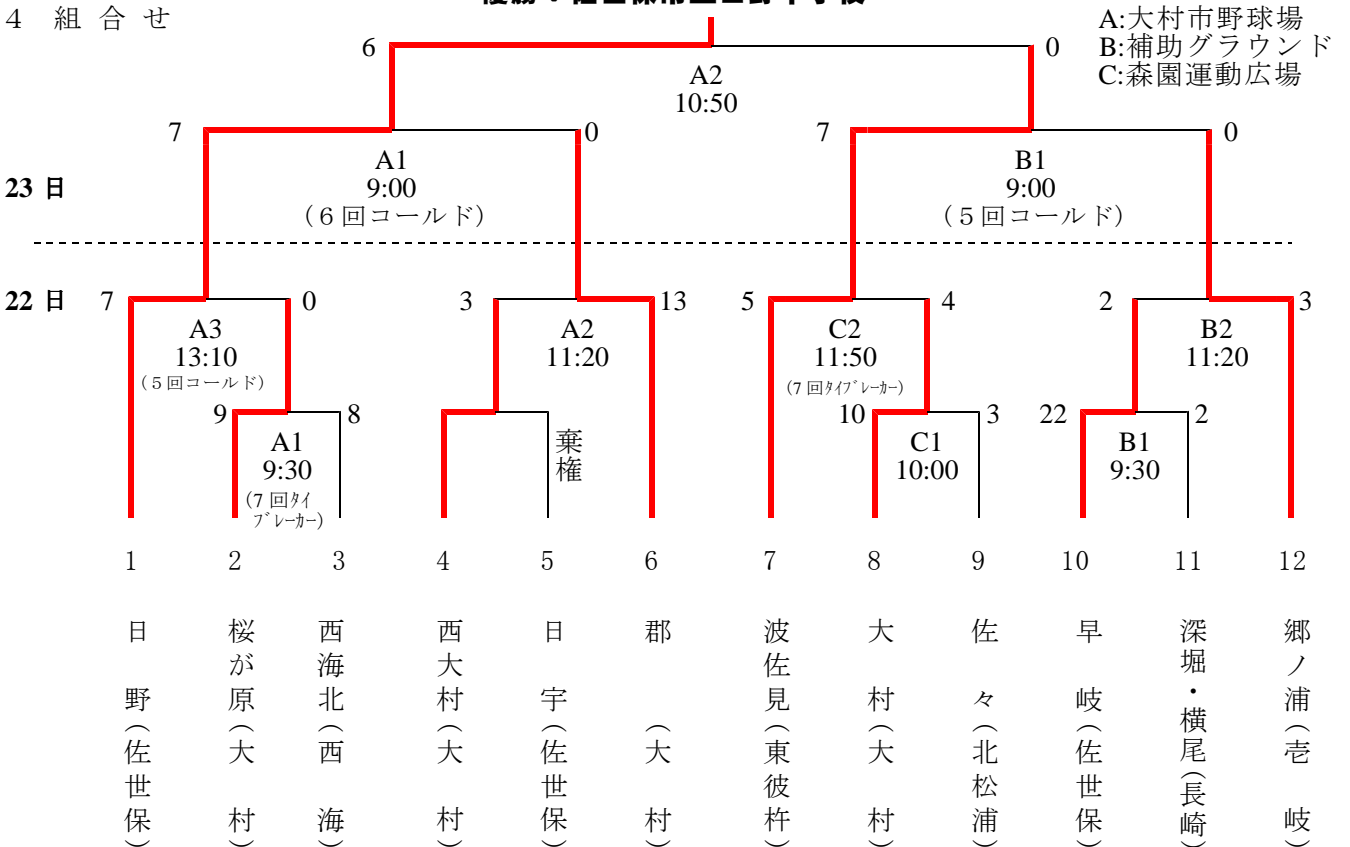 4 組 合 せ
A:大村市野球場
B:補助グラウンド
C:森園運動広場
6
0
A2
10:50
7
0
7
0
A1
9:00
(6回コールド)
B1
9:00
(5回コールド)
23 日
22 日
7
0
3
13
5
4
2
3
A3
13:10
(5回コールド)
A2
11:20
C2
11:50
(7回タイブレーカー)
B2
11:20
9
8
10
3
22
2
A1
9:30
(7回タイ
ブレーカー)
棄権
C1
10:00
B1
9:30
1 2 3 4 5 6 7 8 9 10 11 12
日 野(佐世保)
桜が原(大 村)
西海北(西 海)
西大村(大 村)
日 宇(佐世保)
郡 (大 村)
波佐見(東彼杵)
大 村(大 村)
佐 々(北松浦)
早 岐(佐世保)
深堀・横尾(長崎)
郷ノ浦(壱 岐)